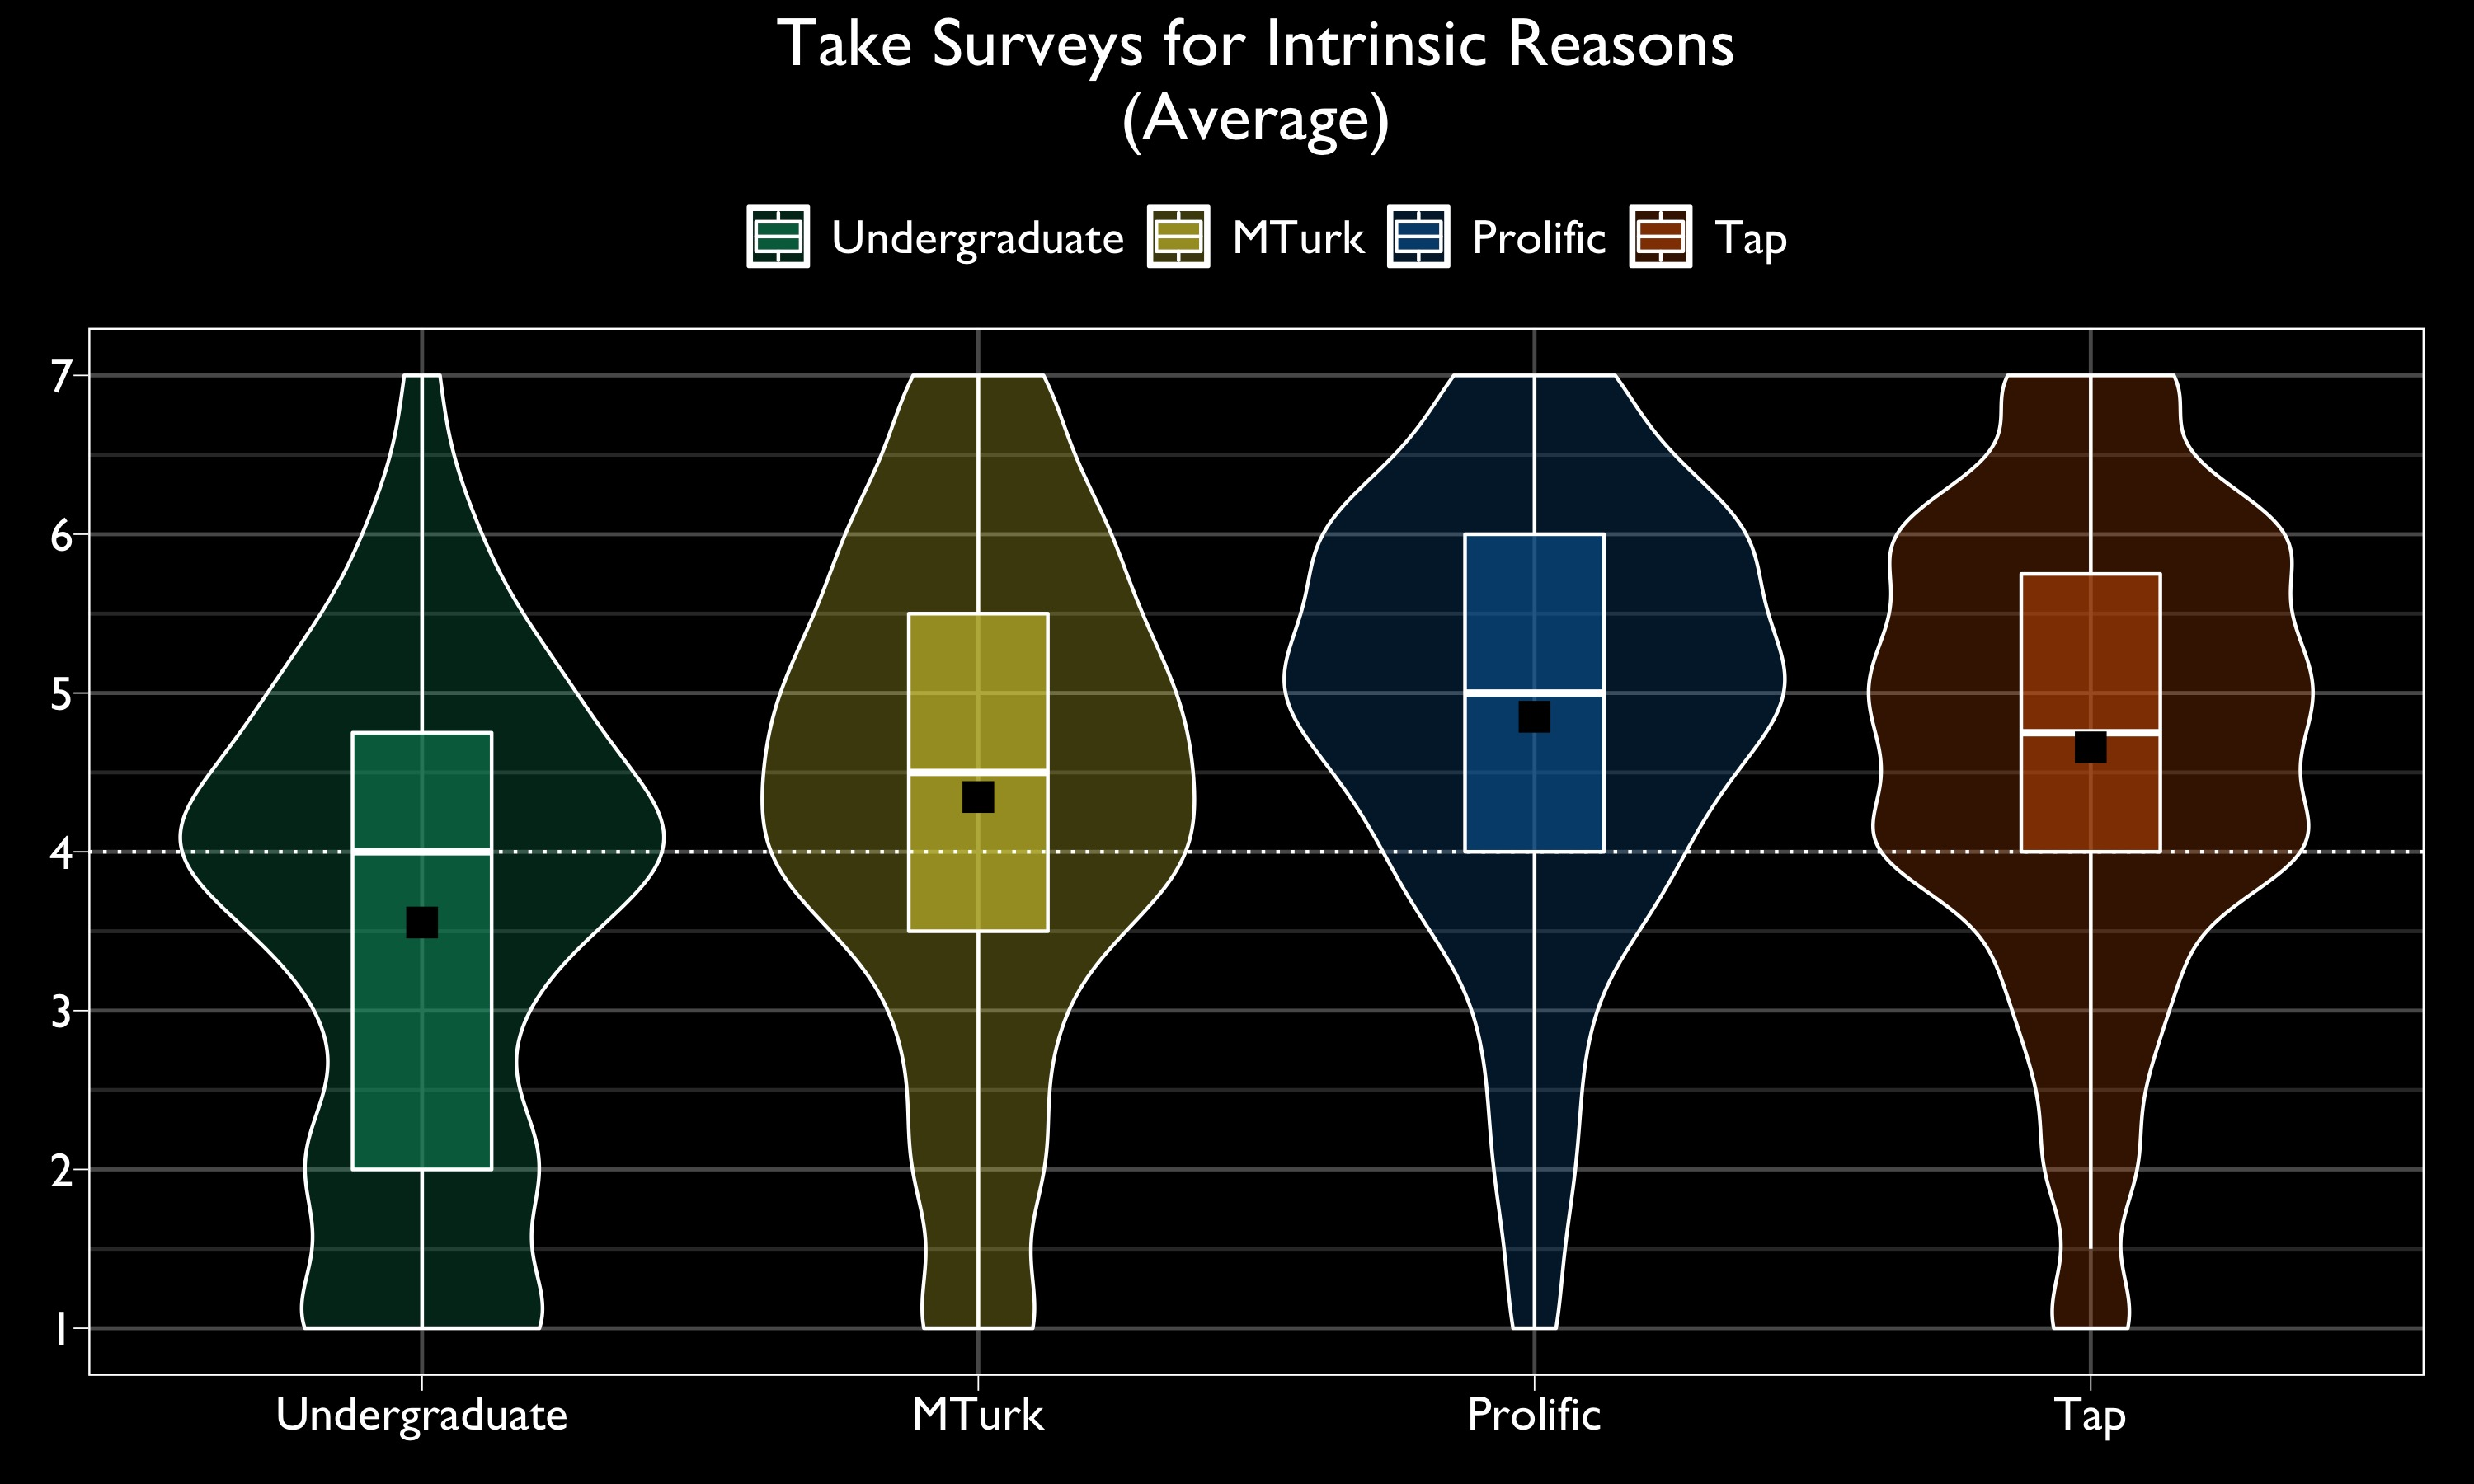 Take Surveys for Intrinsic Reasons
(Average)
Undergraduate MTurk Prolific Tap
7
6
5
4
3
2
1
Undergraduate MTurk Prolific Tap